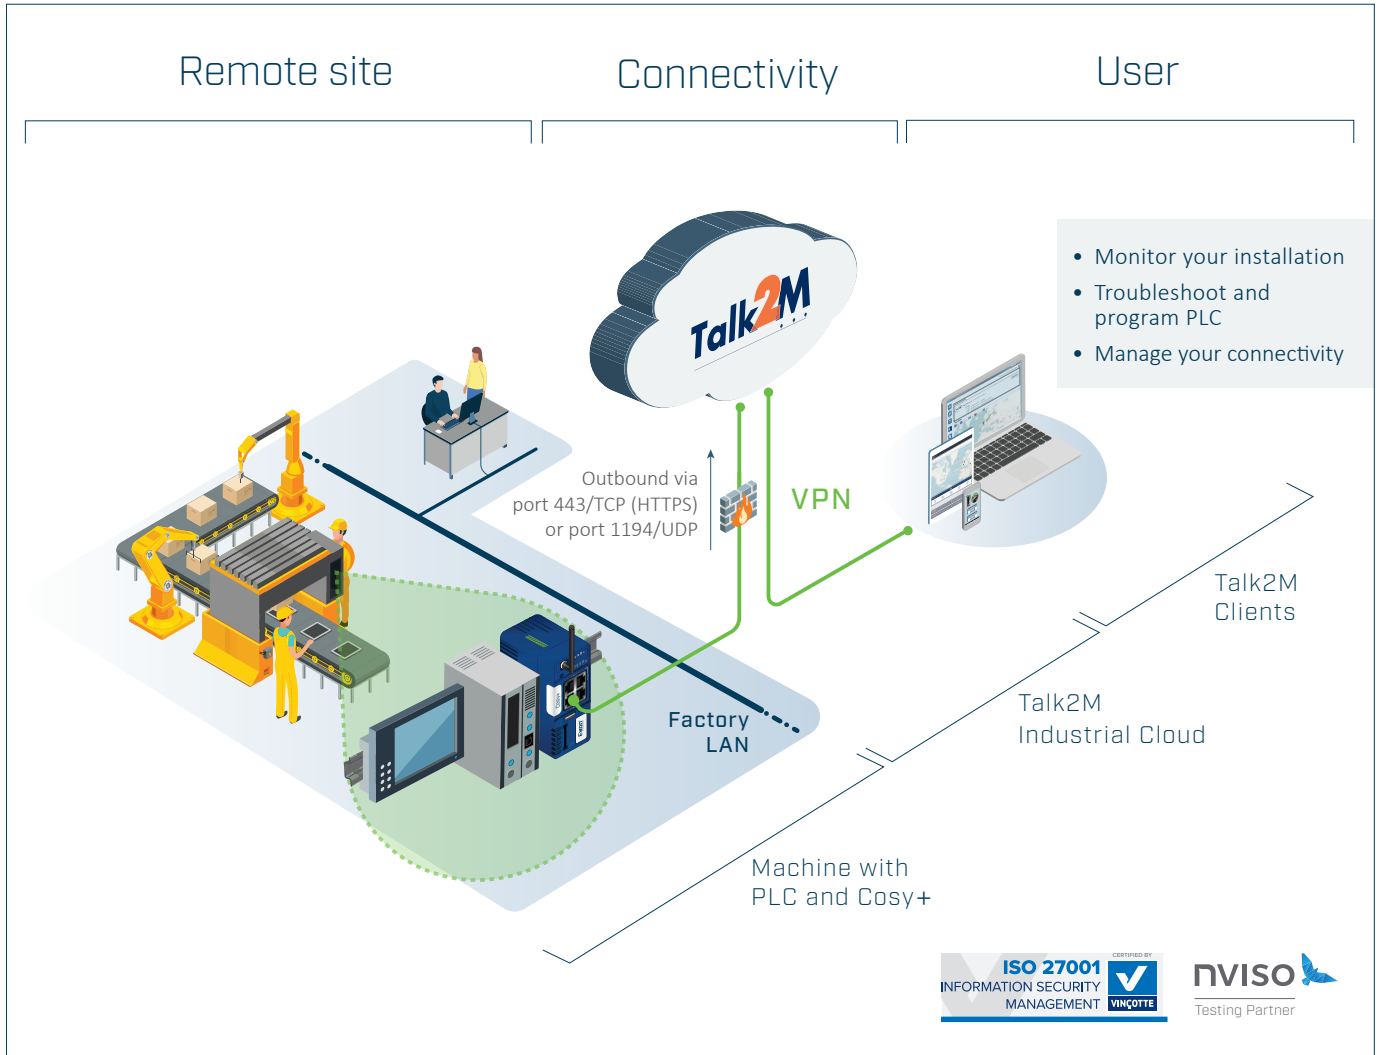 Remote site
Connectivity
User
Talk2M
• Monitor your installation
• Troubleshoot and
program PLC
• Manage your connectivity
Outbound via
port 443/TCP (HTTPS)
or port 1194/UDP
VPN
Talk2M
Clients
Cosy+
Ewon
Factory
LAN
Talk2M
Industrial Cloud
Machine with
PLC and Cosy+
CERTIFIED BY
ISO 27001
INFORMATION SECURITY
MANAGEMENT
VINÇOTTE
nviso
Testing Partner